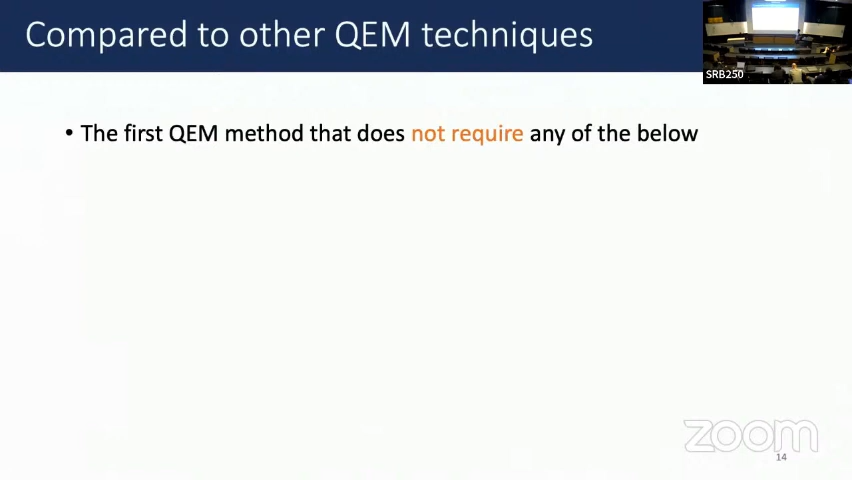 Compared to other QEM techniques
SRB250
• The first QEM method that does not require any of the below
zoom
14